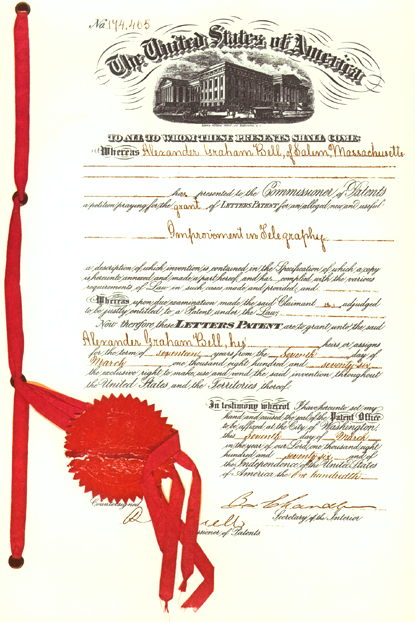 No. 174,465
The United States of America
TO ALL TO WHOM THESE PRESENTS SHALL COME:
Whereas Alexander Graham Bell, of Salem, Massachusetts
has presented to the Commissioner of Patents
a petition praying for the grant of LETTERS PATENT for an alleged new and useful
Improvement in Telegraphy,
a description of which invention is contained in the Specification of which a copy
is hereunto annexed and made a part hereof, and has complied with the various
requirements of Law in such cases made and provided, and
Whereas upon due examination made the said Claimant is adjudged
to be justly entitled to a Patent under the Law,
Now therefore these LETTERS PATENT are to grant unto the said
Alexander Graham Bell, his heirs or assigns
for the term of seventeen years from the seventh day of
March one thousand eight hundred and seventy six
the exclusive right to make, use and vend the said invention throughout
the United States and the Territories thereof.
In testimony whereof I have hereunto set my
hand and caused the seal of the Patent Office
to be affixed at the City of Washington
this Seventh day of March
in the year of our Lord one thousand eight
hundred and seventy six and of
the Independence of the United States
of America the one hundredth.
Countersigned
Secretary of the Interior
ssioner of Patents